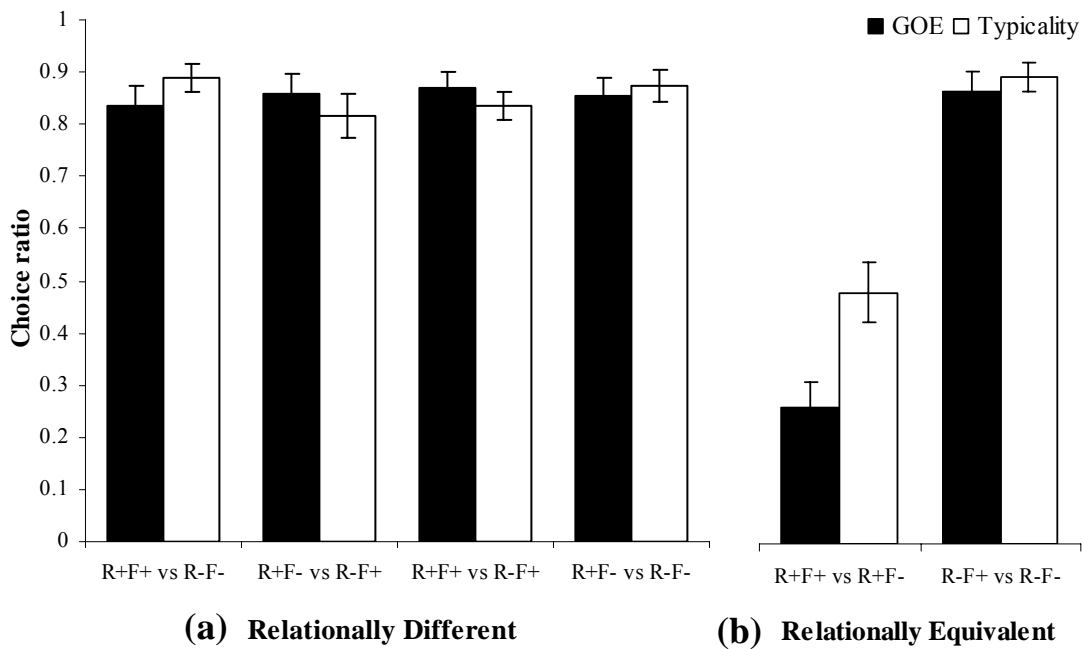 GOE Typicality
Choice ratio
1
0.9
0.8
0.7
0.6
0.5
0.4
0.3
0.2
0.1
0
R+F+ vs R-F- R+F- vs R-F+ R+F+ vs R-F+ R+F- vs R-F-
R+F+ vs R+F- R-F+ vs R-F-
(a) Relationally Different
(b) Relationally Equivalent